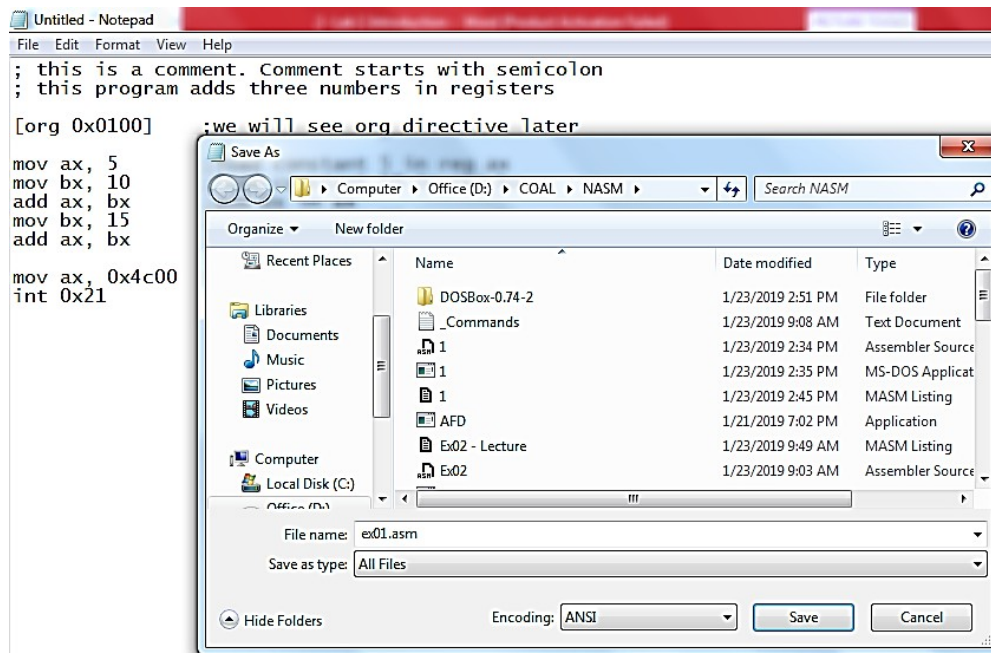 Untitled - Notepad
File Edit Format View Help
; this is a comment. Comment starts with semicolon
; this program adds three numbers in registers
[org 0x0100] ;we will see org directive later
mov ax, 5
mov bx, 10
add ax, bx
mov bx, 15
add ax, bx
mov ax, 0x4c00
int 0x21
Save As
Computer Office (D:) COAL NASM Search NASM
Organize New folder
Recent Places
Libraries
Documents
Music
Pictures
Videos
Computer
Local Disk (C:)
Office (D:)
Name Date modified Type
DOSBox-0.74-2 1/23/2019 2:51 PM File folder
_Commands 1/23/2019 9:08 AM Text Document
1 1/23/2019 2:34 PM Assembler Source
1 1/23/2019 2:35 PM MS-DOS Applicat
1 1/23/2019 2:45 PM MASM Listing
AFD 1/21/2019 7:02 PM Application
Ex02 - Lecture 1/23/2019 9:49 AM MASM Listing
Ex02 1/23/2019 9:03 AM Assembler Source
File name: ex01.asm
Save as type: All Files
Hide Folders Encoding: ANSI Save Cancel